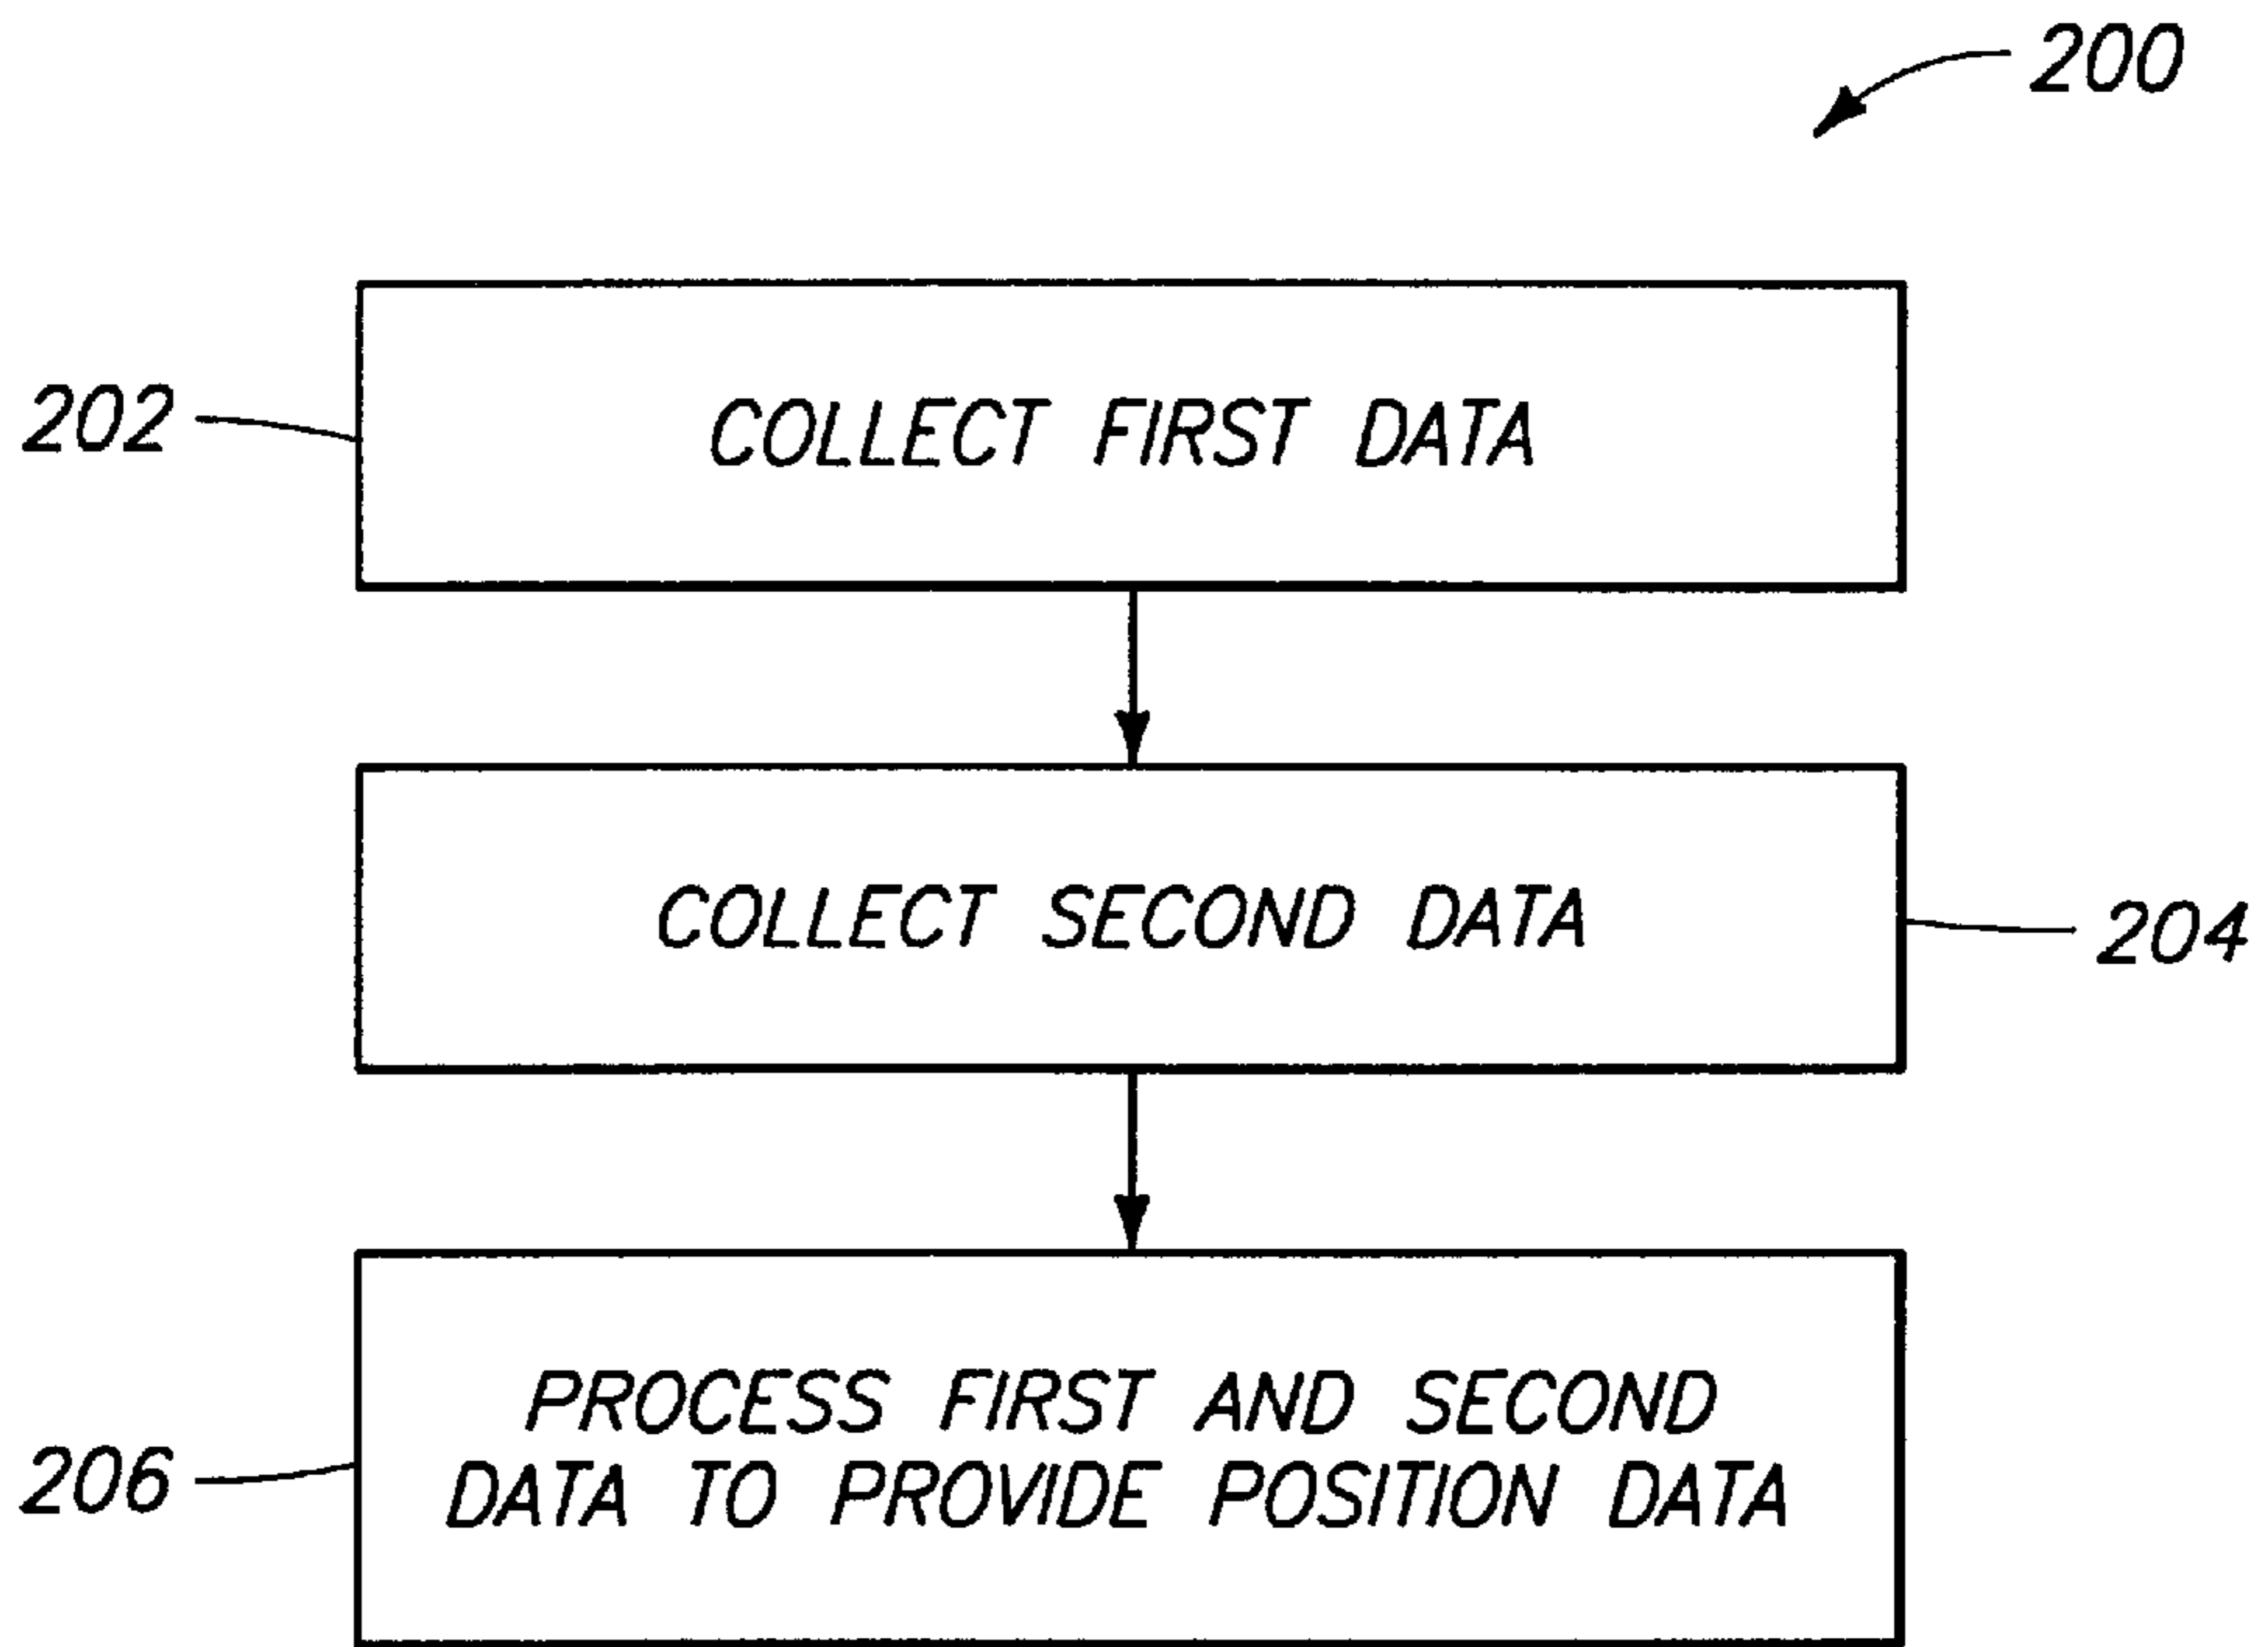 200
202
COLLECT FIRST DATA
COLLECT SECOND DATA
204
206
PROCESS FIRST AND SECOND
DATA TO PROVIDE POSITION DATA